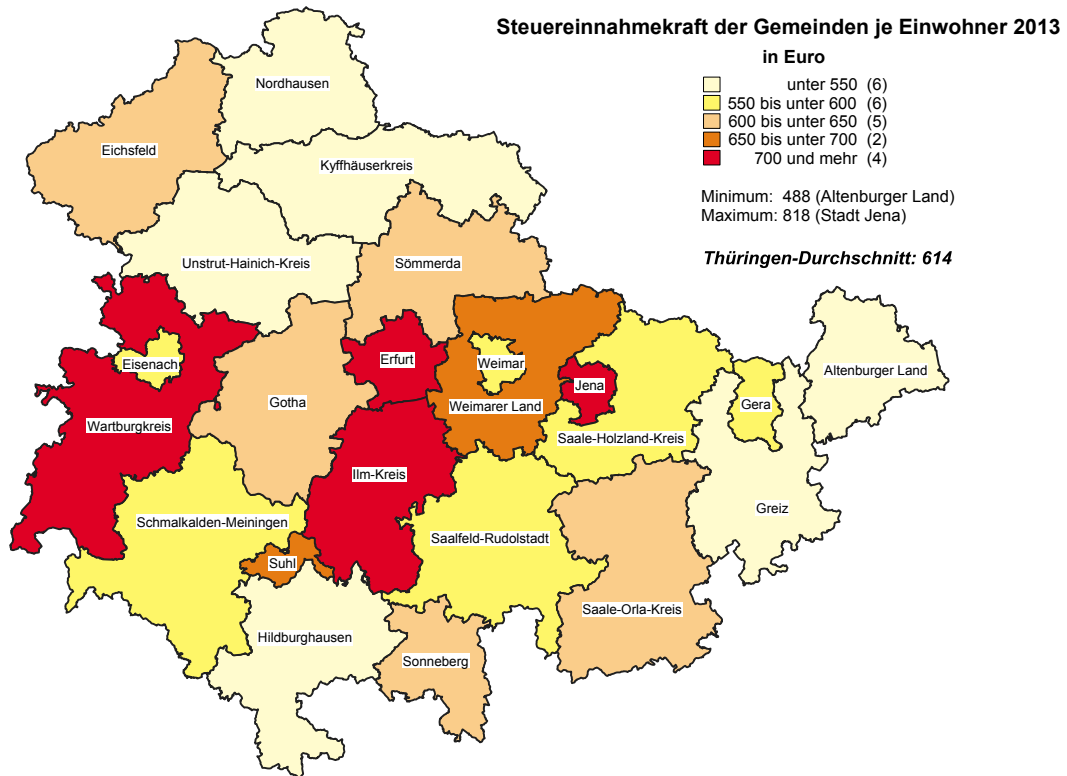 Steuereinnahmekraft der Gemeinden je Einwohner 2013
in Euro
unter 550 (6)
550 bis unter 600 (6)
600 bis unter 650 (5)
650 bis unter 700 (2)
700 und mehr (4)
Minimum: 488 (Altenburger Land)
Maximum: 818 (Stadt Jena)
Thüringen-Durchschnitt: 614
Nordhausen
Eichsfeld
Kyffhäuserkreis
Unstrut-Hainich-Kreis
Sömmerda
Eisenach
Erfurt
Weimar
Jena
Altenburger Land
Gotha
Weimarer Land
Gera
Wartburgkreis
Saale-Holzland-Kreis
Ilm-Kreis
Greiz
Schmalkalden-Meiningen
Saalfeld-Rudolstadt
Suhl
Saale-Orla-Kreis
Hildburghausen
Sonneberg